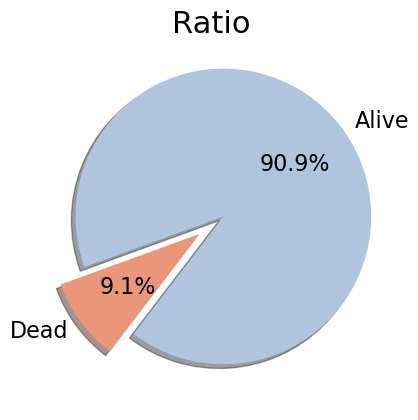 Ratio
Alive
90.9%
9.1%
Dead